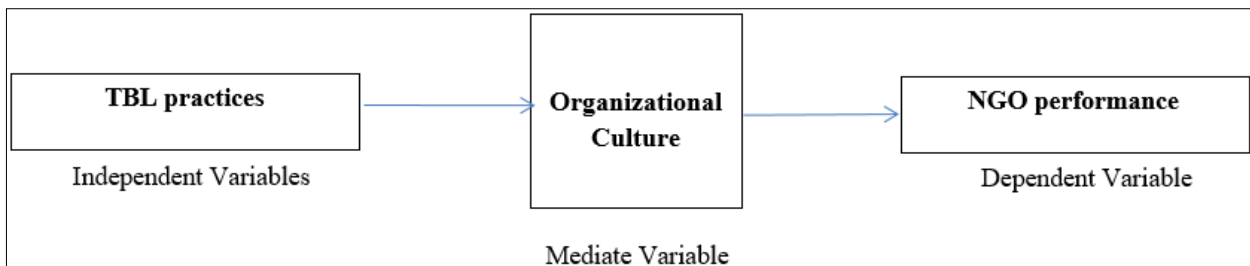 TBL practices
Independent Variables
Organizational
Culture
Mediate Variable
NGO performance
Dependent Variable